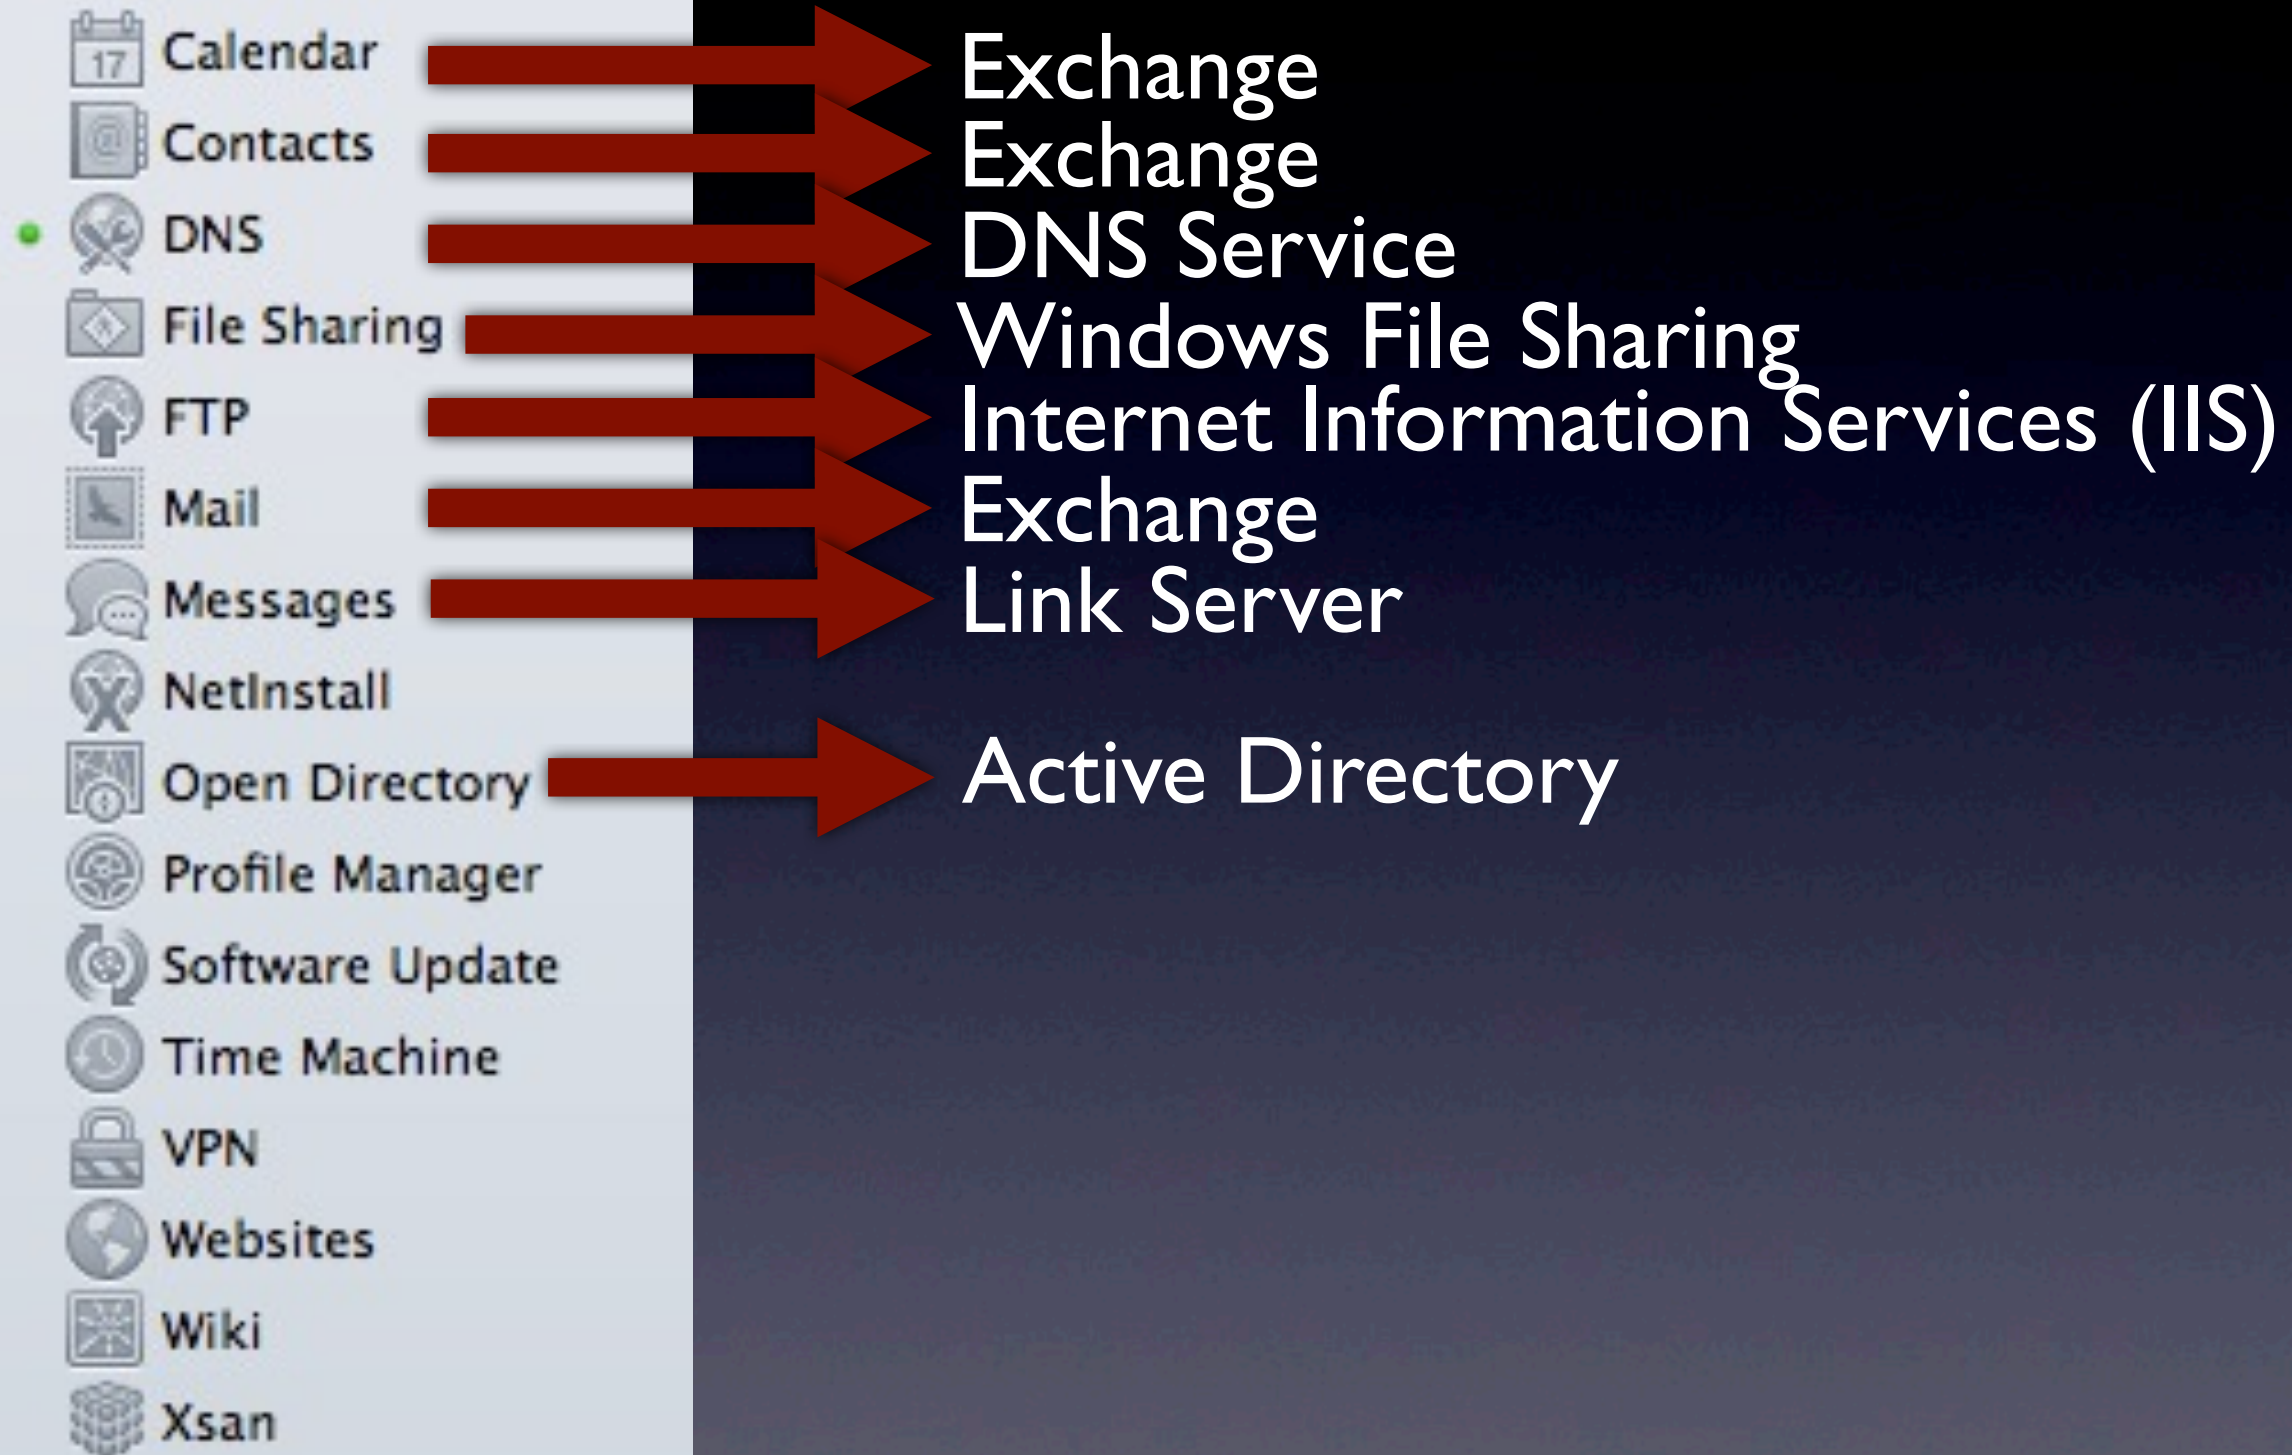 17 Calendar Exchange
@ Contacts Exchange
DNS DNS Service
File Sharing Windows File Sharing
FTP Internet Information Services (IIS)
Mail Exchange
Messages Link Server
NetInstall
Open Directory Active Directory
Profile Manager
Software Update
Time Machine
VPN
Websites
Wiki
Xsan